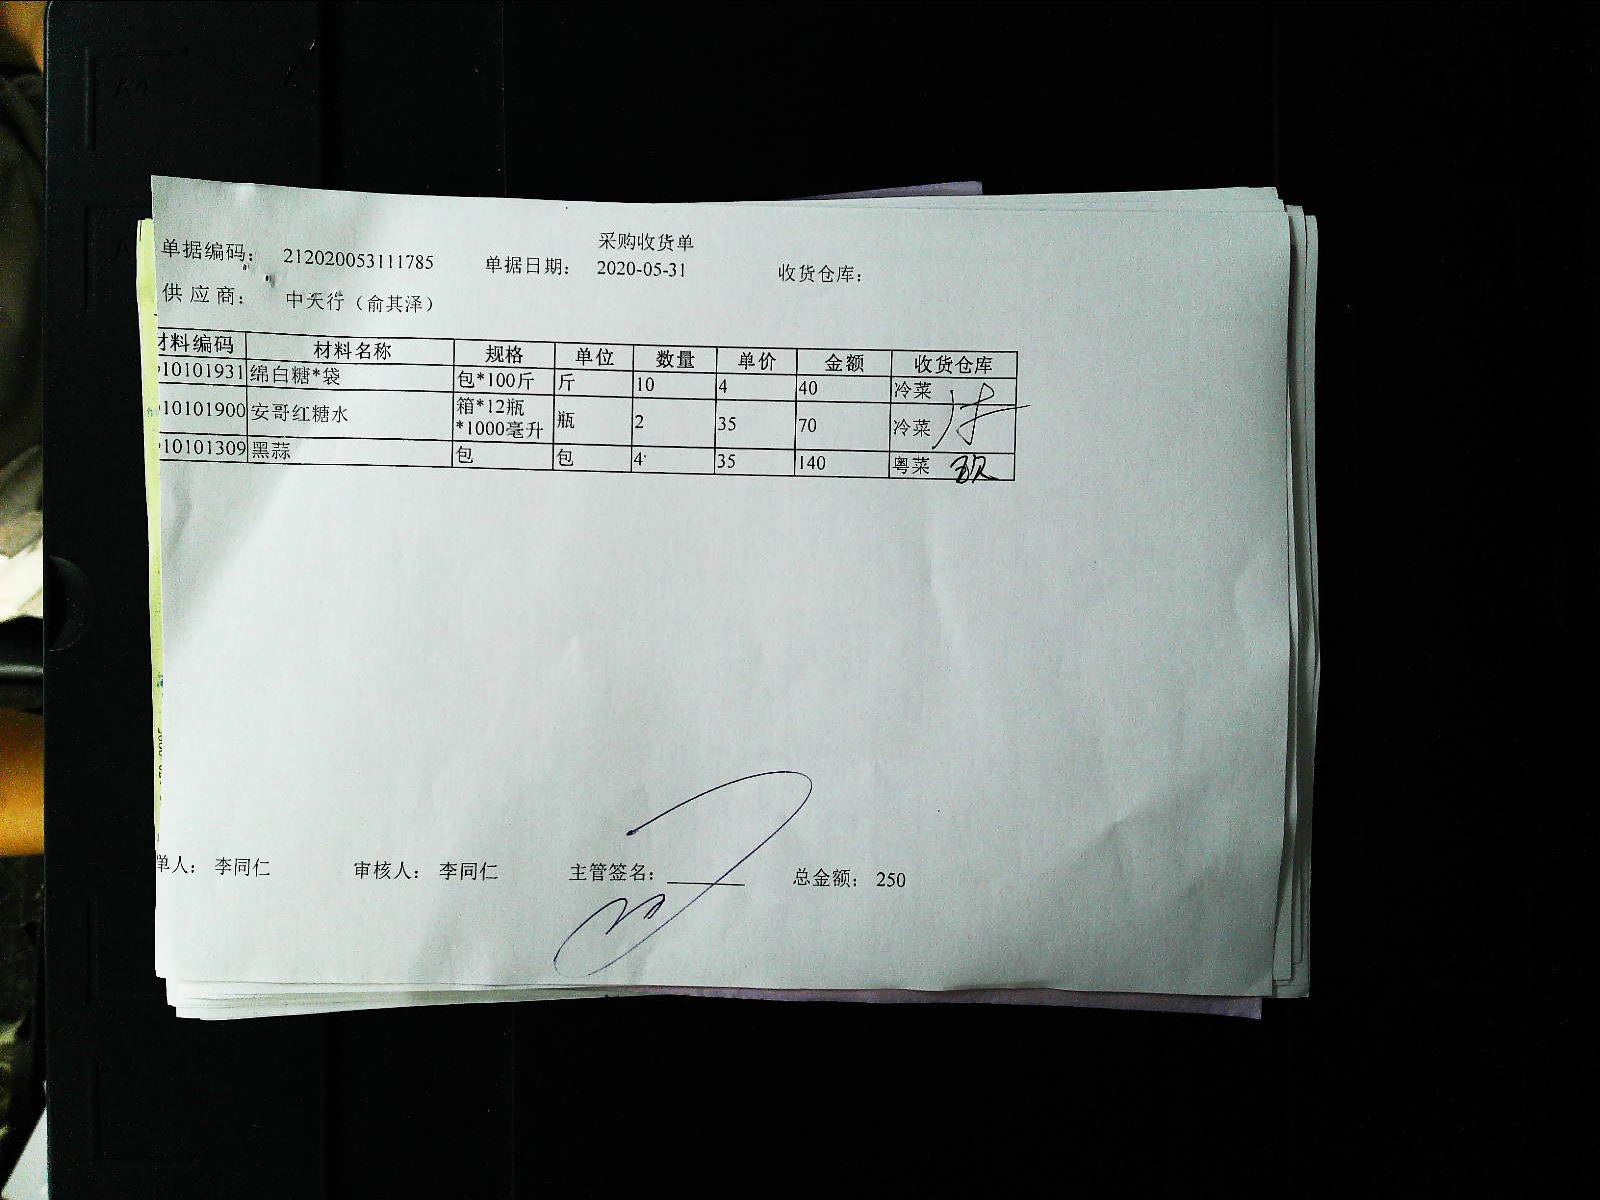 采购收货单
单据编码： 212020053111785 单据日期： 2020-05-31 收货仓库：
供应商： 中天行（俞其泽）
材料编码 材料名称 规格 单位 数量 单价 金额 收货仓库
10101931 绵白糖*袋 包*100斤 斤 10 4 40 冷菜
10101900 安哥红糖水 箱*12瓶 *1000毫升 瓶 2 35 70 冷菜
10101309 黑蒜 包 包 4 35 140 粤菜
单人： 李同仁 审核人： 李同仁 主管签名： 总金额： 250